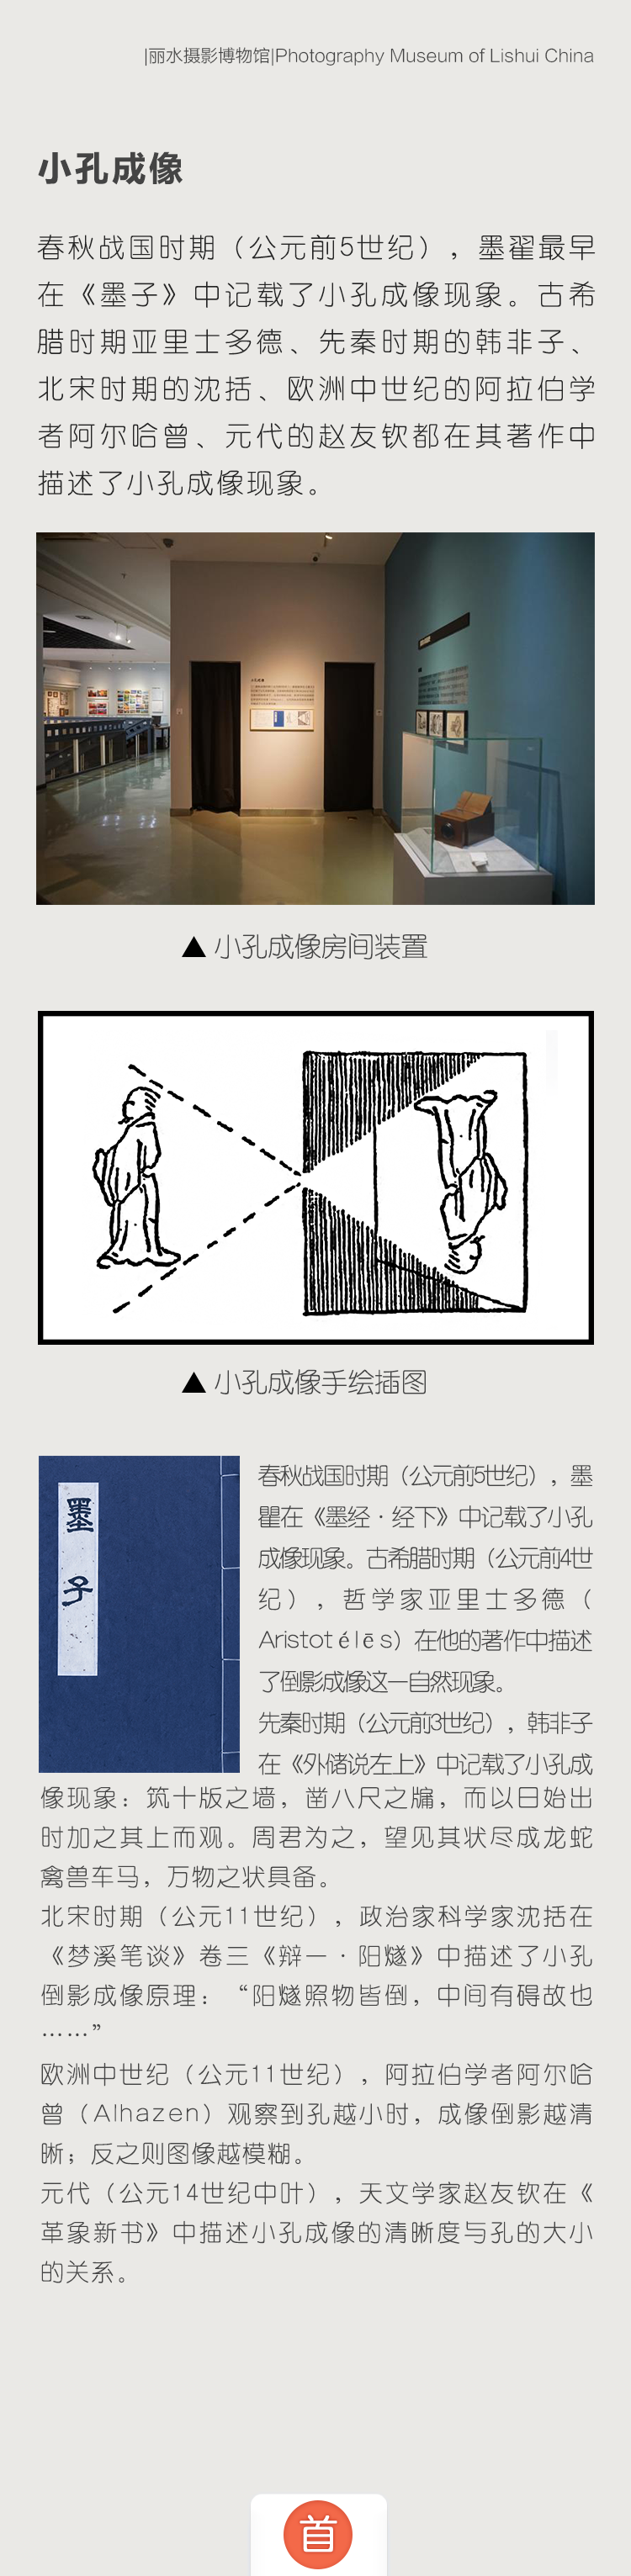 |丽水摄影博物馆|Photography Museum of Lishui China
小孔成像
春秋战国时期（公元前5世纪），墨翟最早
在《墨子》中记载了小孔成像现象。古希
腊时期亚里士多德、先秦时期的韩非子、
北宋时期的沈括、欧洲中世纪的阿拉伯学
者阿尔哈曾、元代的赵友钦都在其著作中
描述了小孔成像现象。
小孔成像
▲ 小孔成像房间装置
▲ 小孔成像手绘插图
墨子
春秋战国时期（公元前5世纪），墨
瞿在《墨经·经下》中记载了小孔
成像现象。古希腊时期（公元前4世
纪），哲学家亚里士多德（
Aristotélēs）在他的著作中描述
了倒影成像这一自然现象。
先秦时期（公元前3世纪），韩非子
在《外储说左上》中记载了小孔成
像现象：筑十版之墙，凿八尺之牖，而以日始出
时加之其上而观。周君为之，望见其状尽成龙蛇
禽兽车马，万物之状具备。
北宋时期（公元11世纪），政治家科学家沈括在
《梦溪笔谈》卷三《辩一·阳燧》中描述了小孔
倒影成像原理：“阳燧照物皆倒，中间有碍故也
……”
欧洲中世纪（公元11世纪），阿拉伯学者阿尔哈
曾（Alhazen）观察到孔越小时，成像倒影越清
晰；反之则图像越模糊。
元代（公元14世纪中叶），天文学家赵友钦在《
革象新书》中描述小孔成像的清晰度与孔的大小
的关系。
首